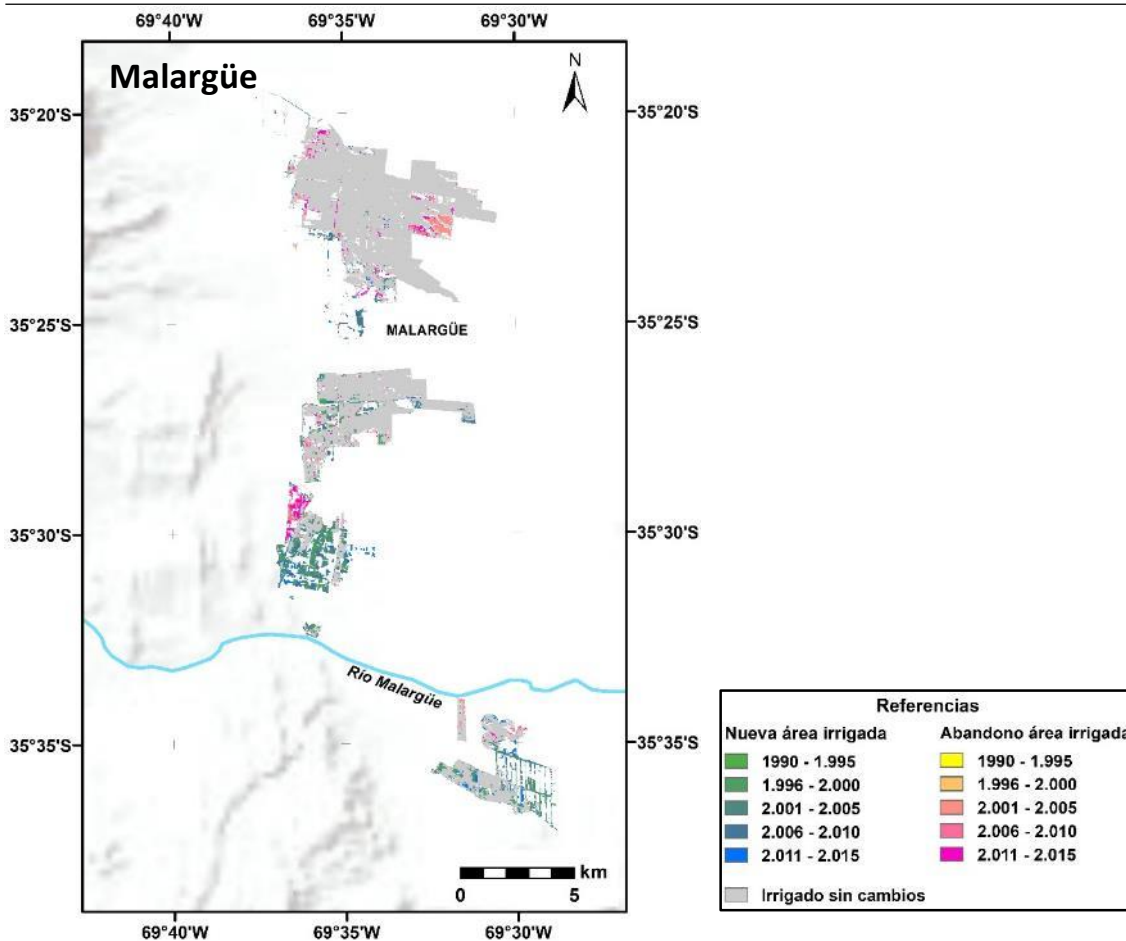 69°40'W 69°35'W 69°30'W
Malargüe
N
35°20'S 35°20'S
35°25'S 35°25'S
MALARGÜE
35°30'S 35°30'S
Río Malargüe
35°35'S 35°35'S
km
0 5
69°40'W 69°35'W 69°30'W
Referencias
Nueva área irrigada Abandono área irrigada
1990 - 1.995 1990 - 1.995
1.996 - 2.000 1.996 - 2.000
2.001 - 2.005 2.001 - 2.005
2.006 - 2.010 2.006 - 2.010
2.011 - 2.015 2.011 - 2.015
Irrigado sin cambios